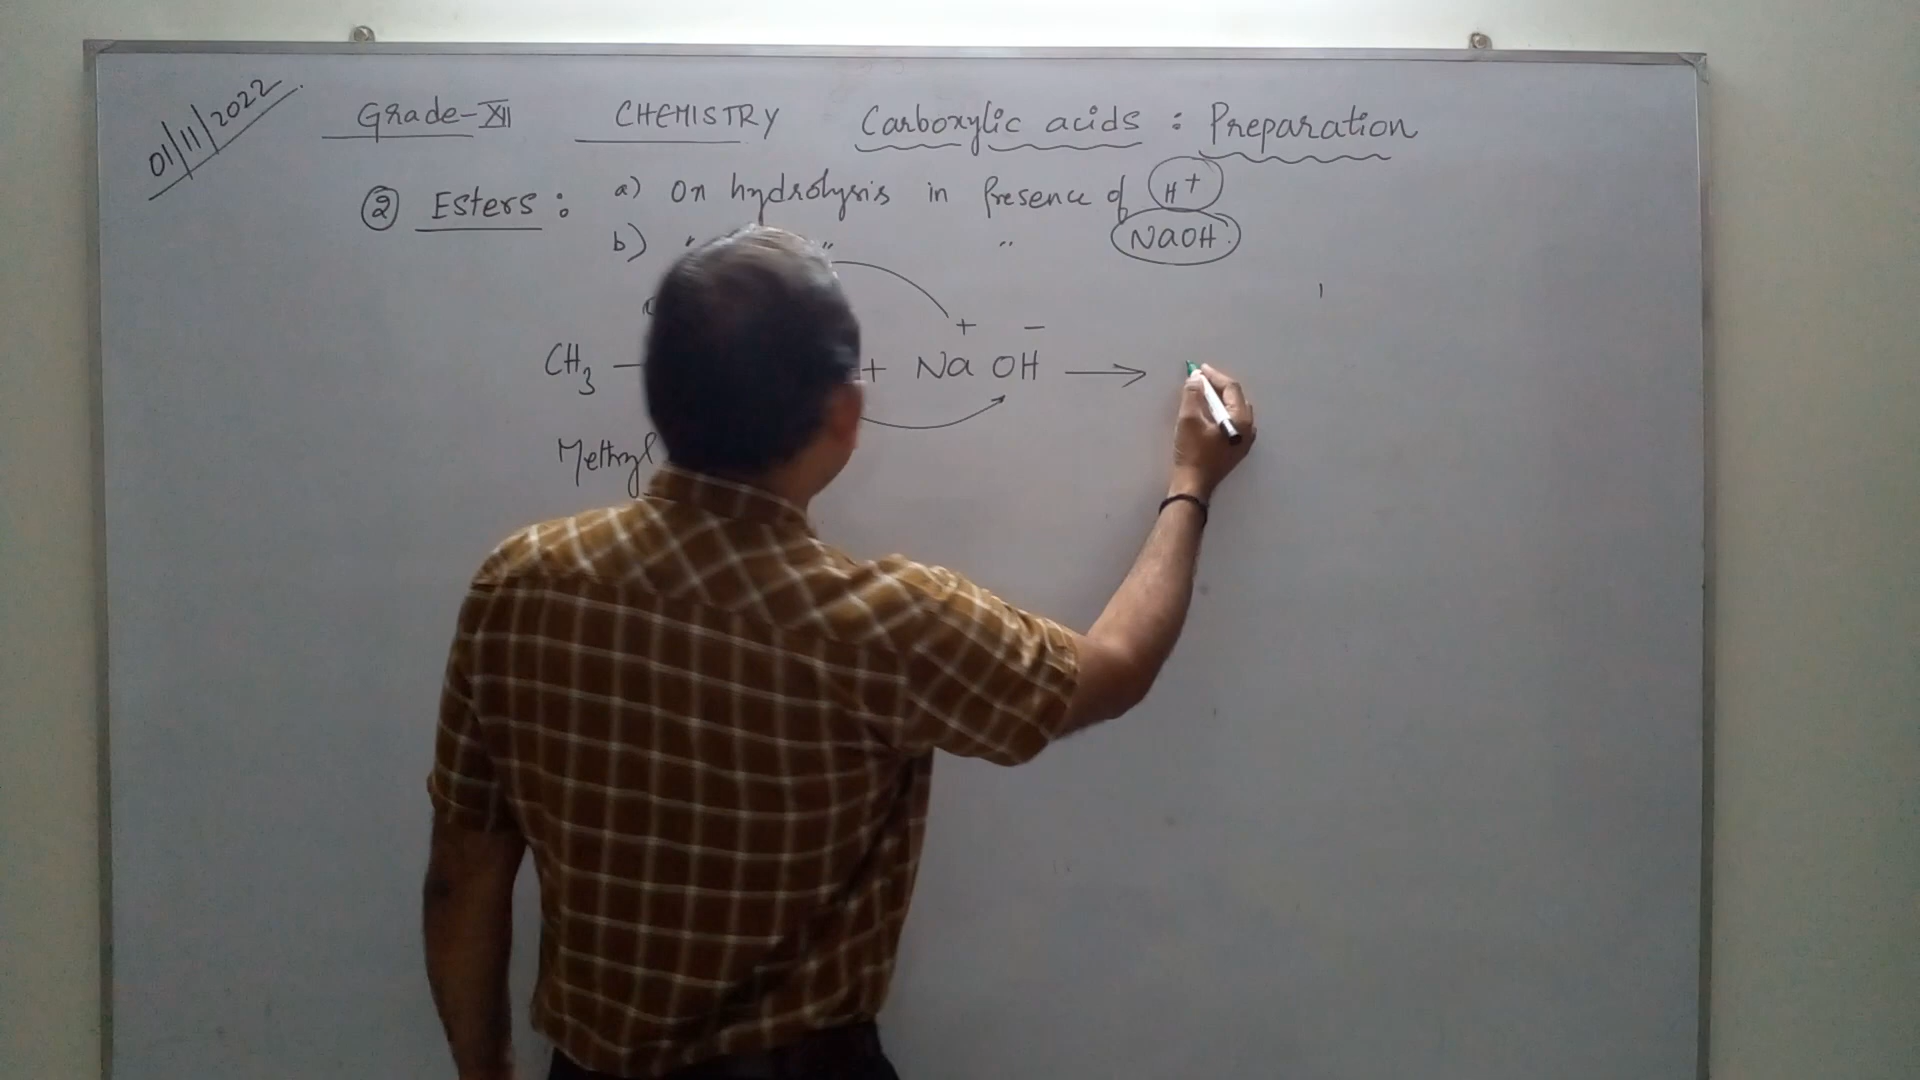 01/11/2022
Grade-XII CHEMISTRY Carboxylic acids : Preparation
② Esters : a) On hydrolysis in Presence of H+
b) " " " NaOH
+ −
CH3 — + Na OH →
Methyl